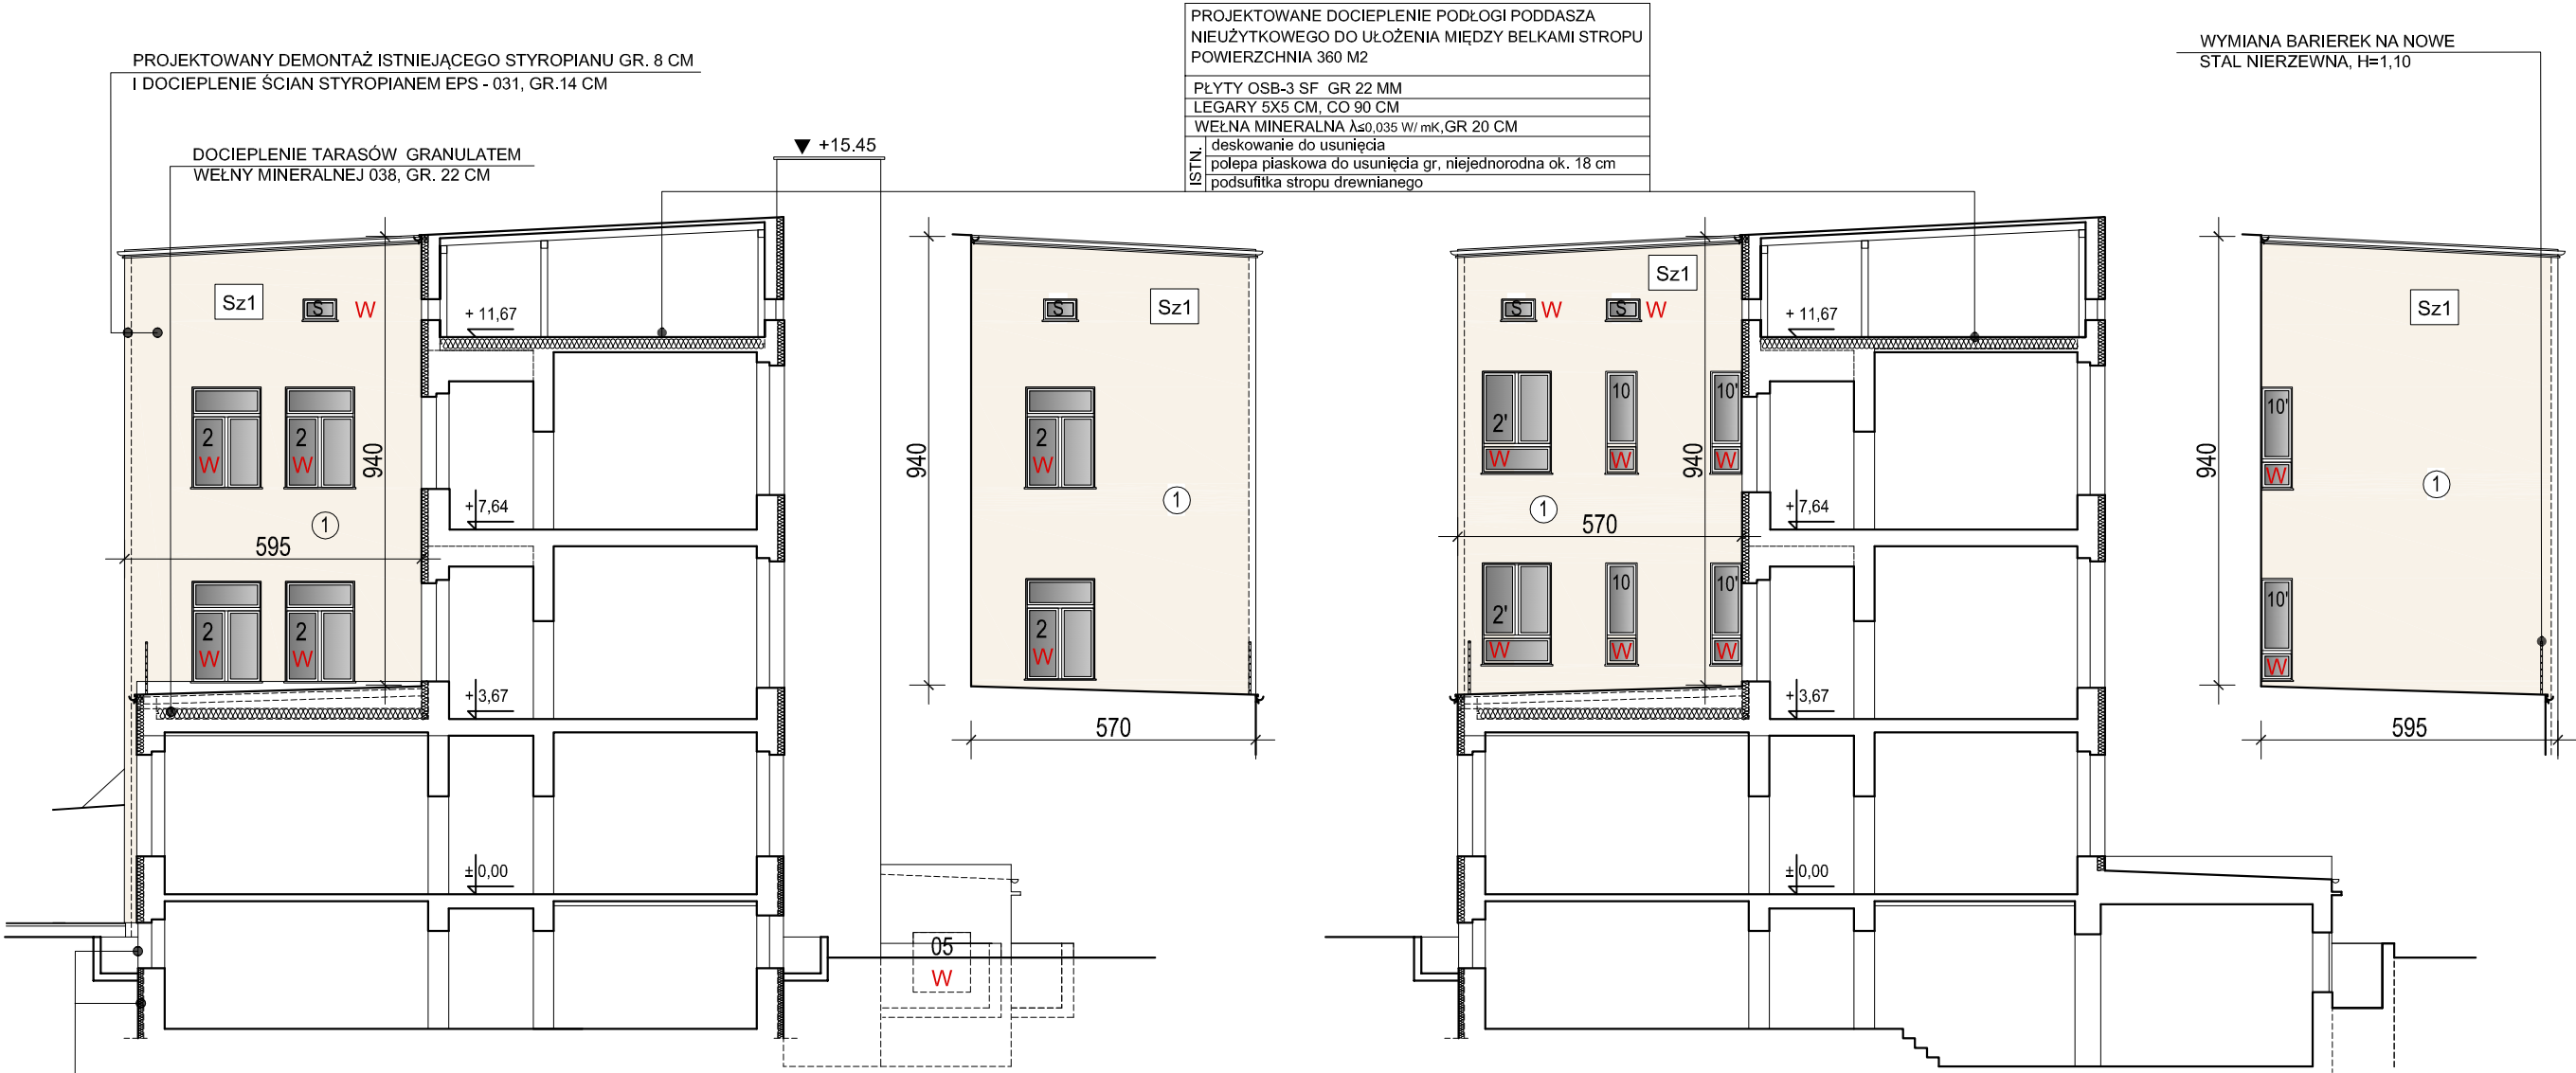 PROJEKTOWANY DEMONTAŻ ISTNIEJĄCEGO STYROPIANU GR. 8 CM
I DOCIEPLENIE ŚCIAN STYROPIANEM EPS - 031, GR.14 CM
DOCIEPLENIE TARASÓW GRANULATEM
WEŁNY MINERALNEJ 038, GR. 22 CM
PROJEKTOWANE DOCIEPLENIE PODŁOGI PODDASZA
NIEUŻYTKOWEGO DO UŁOŻENIA MIĘDZY BELKAMI STROPU
POWIERZCHNIA 360 M2
PŁYTY OSB-3 SF GR 22 MM
LEGARY 5X5 CM, CO 90 CM
WEŁNA MINERALNA λ≤0,035 W/ mK,GR 20 CM
ISTN.
deskowanie do usunięcia
polepa piaskowa do usunięcia gr, niejednorodna ok. 18 cm
podsufitka stropu drewnianego
WYMIANA BARIEREK NA NOWE
STAL NIERZEWNA, H=1,10
+15.45
Sz1
S W
+ 11,67
2 W
2 W
940
+7,64
1
595
2 W
2 W
+3,67
± 0,00
05
W
940
S
Sz1
2 W
1
2 W
570
Sz1
S W
S W
+ 11,67
2' W
10 W
10' W
940
+7,64
1
570
2' W
10 W
10' W
+3,67
± 0,00
940
Sz1
10' W
1
10' W
595